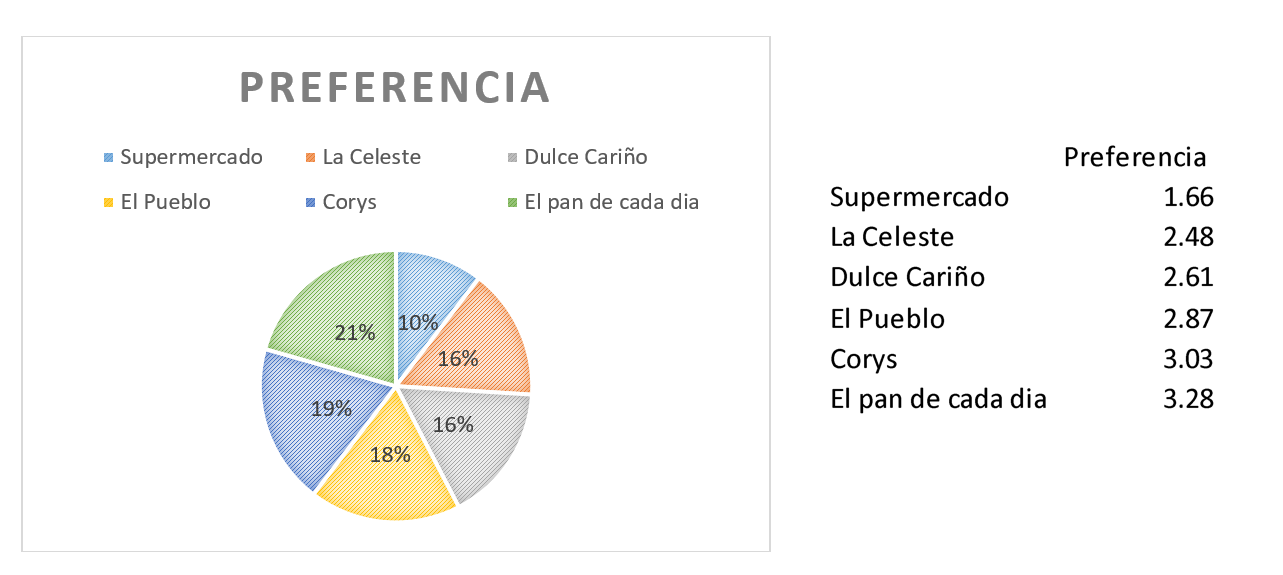 PREFERENCIA
Supermercado La Celeste Dulce Cariño
El Pueblo Corys El pan de cada dia
10%
16%
16%
18%
19%
21%
Preferencia
Supermercado 1.66
La Celeste 2.48
Dulce Cariño 2.61
El Pueblo 2.87
Corys 3.03
El pan de cada dia 3.28